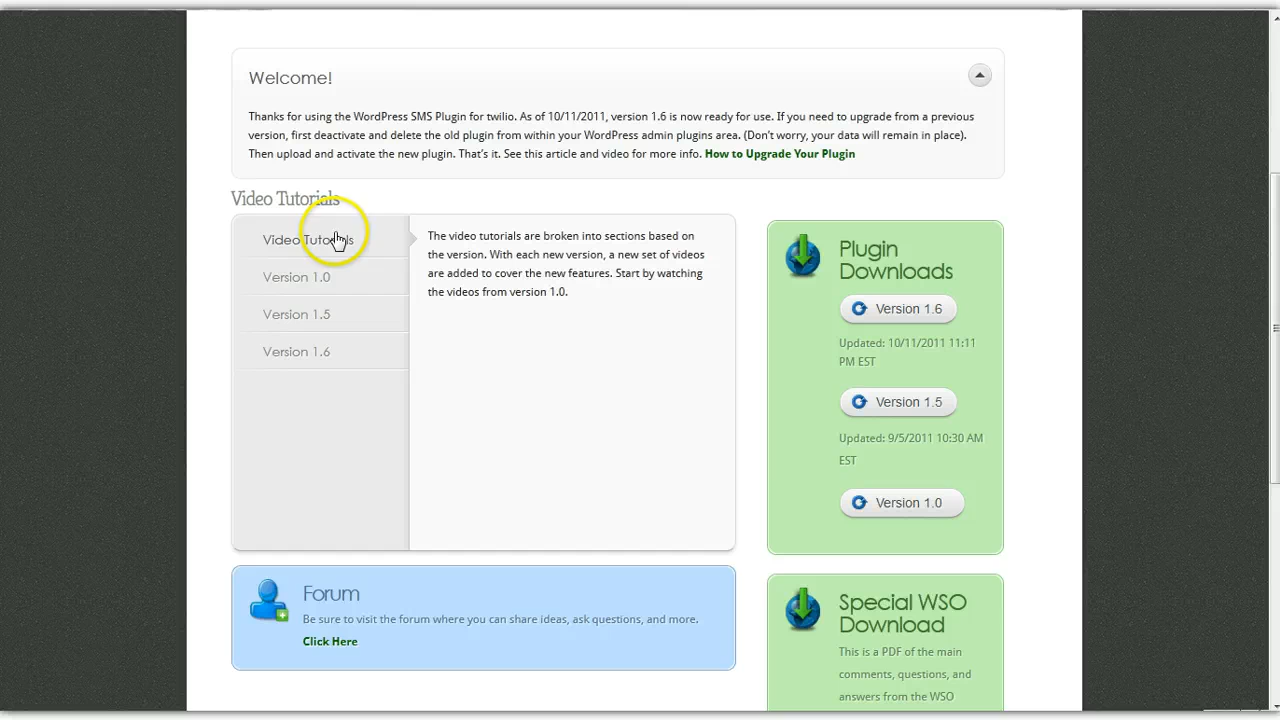 Welcome!
Thanks for using the WordPress SMS Plugin for twilio. As of 10/11/2011, version 1.6 is now ready for use. If you need to upgrade from a previous
version, first deactivate and delete the old plugin from within your WordPress admin plugins area. (Don't worry, your data will remain in place).
Then upload and activate the new plugin. That's it. See this article and video for more info. How to Upgrade Your Plugin
Video Tutorials
Video Tutorials
Version 1.0
Version 1.5
Version 1.6
The video tutorials are broken into sections based on
the version. With each new version, a new set of videos
are added to cover the new features. Start by watching
the videos from version 1.0.
Plugin
Downloads
Version 1.6
Updated: 10/11/2011 11:11
PM EST
Version 1.5
Updated: 9/5/2011 10:30 AM
EST
Version 1.0
Forum
Be sure to visit the forum where you can share ideas, ask questions, and more.
Click Here
Special WSO
Download
This is a PDF of the main
comments, questions, and
answers from the WSO